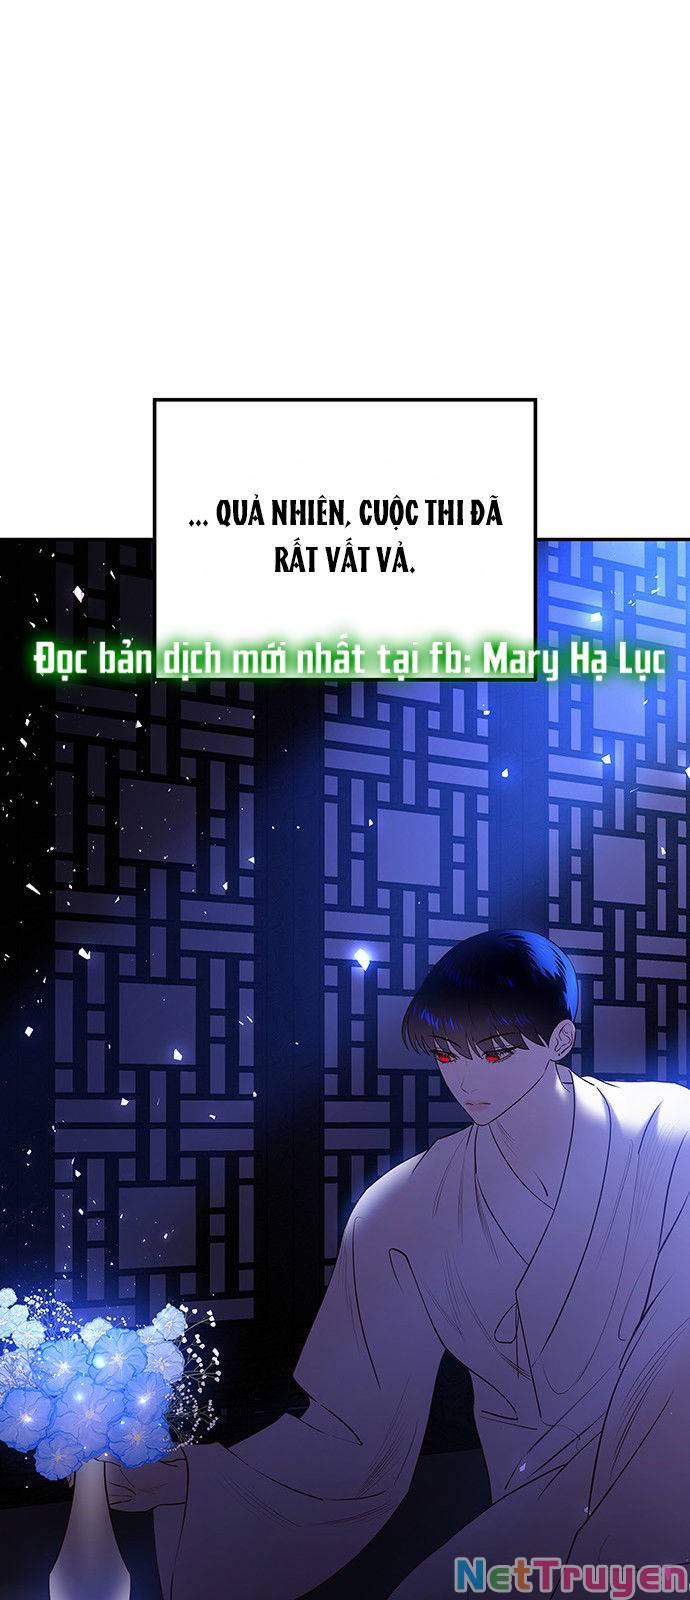 ... QUẢ NHIÊN, CUỘC THI ĐÃ
RẤT VẤT VẢ.
Đọc bản dịch mới nhất tại fb: Mary Hạ Lục
NetTruyen